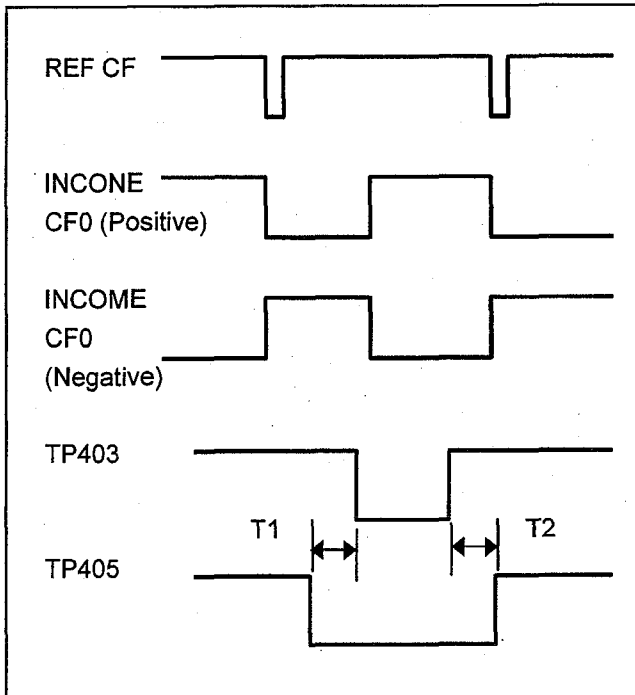 REF CF
INCONE
CF0 (Positive)
INCOME
CF0
(Negative)
TP403
T1
T2
TP405